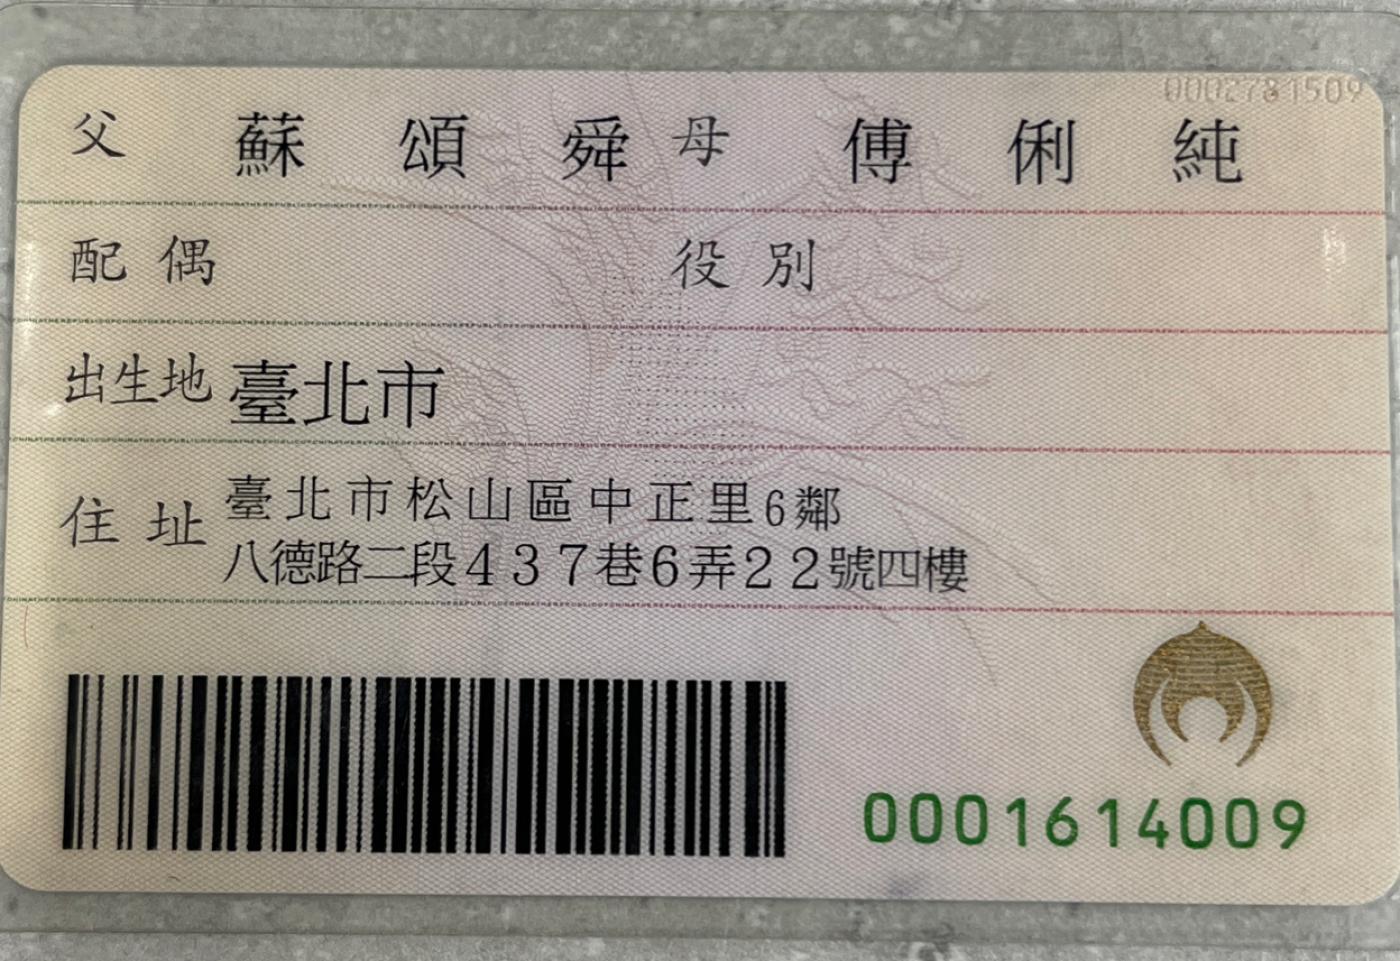 0002781509
父 蘇頌舜 母 傅俐純
配偶 役別
出生地 臺北市
住址 臺北市松山區中正里6鄰
八德路二段437巷6弄22號四樓
0001614009